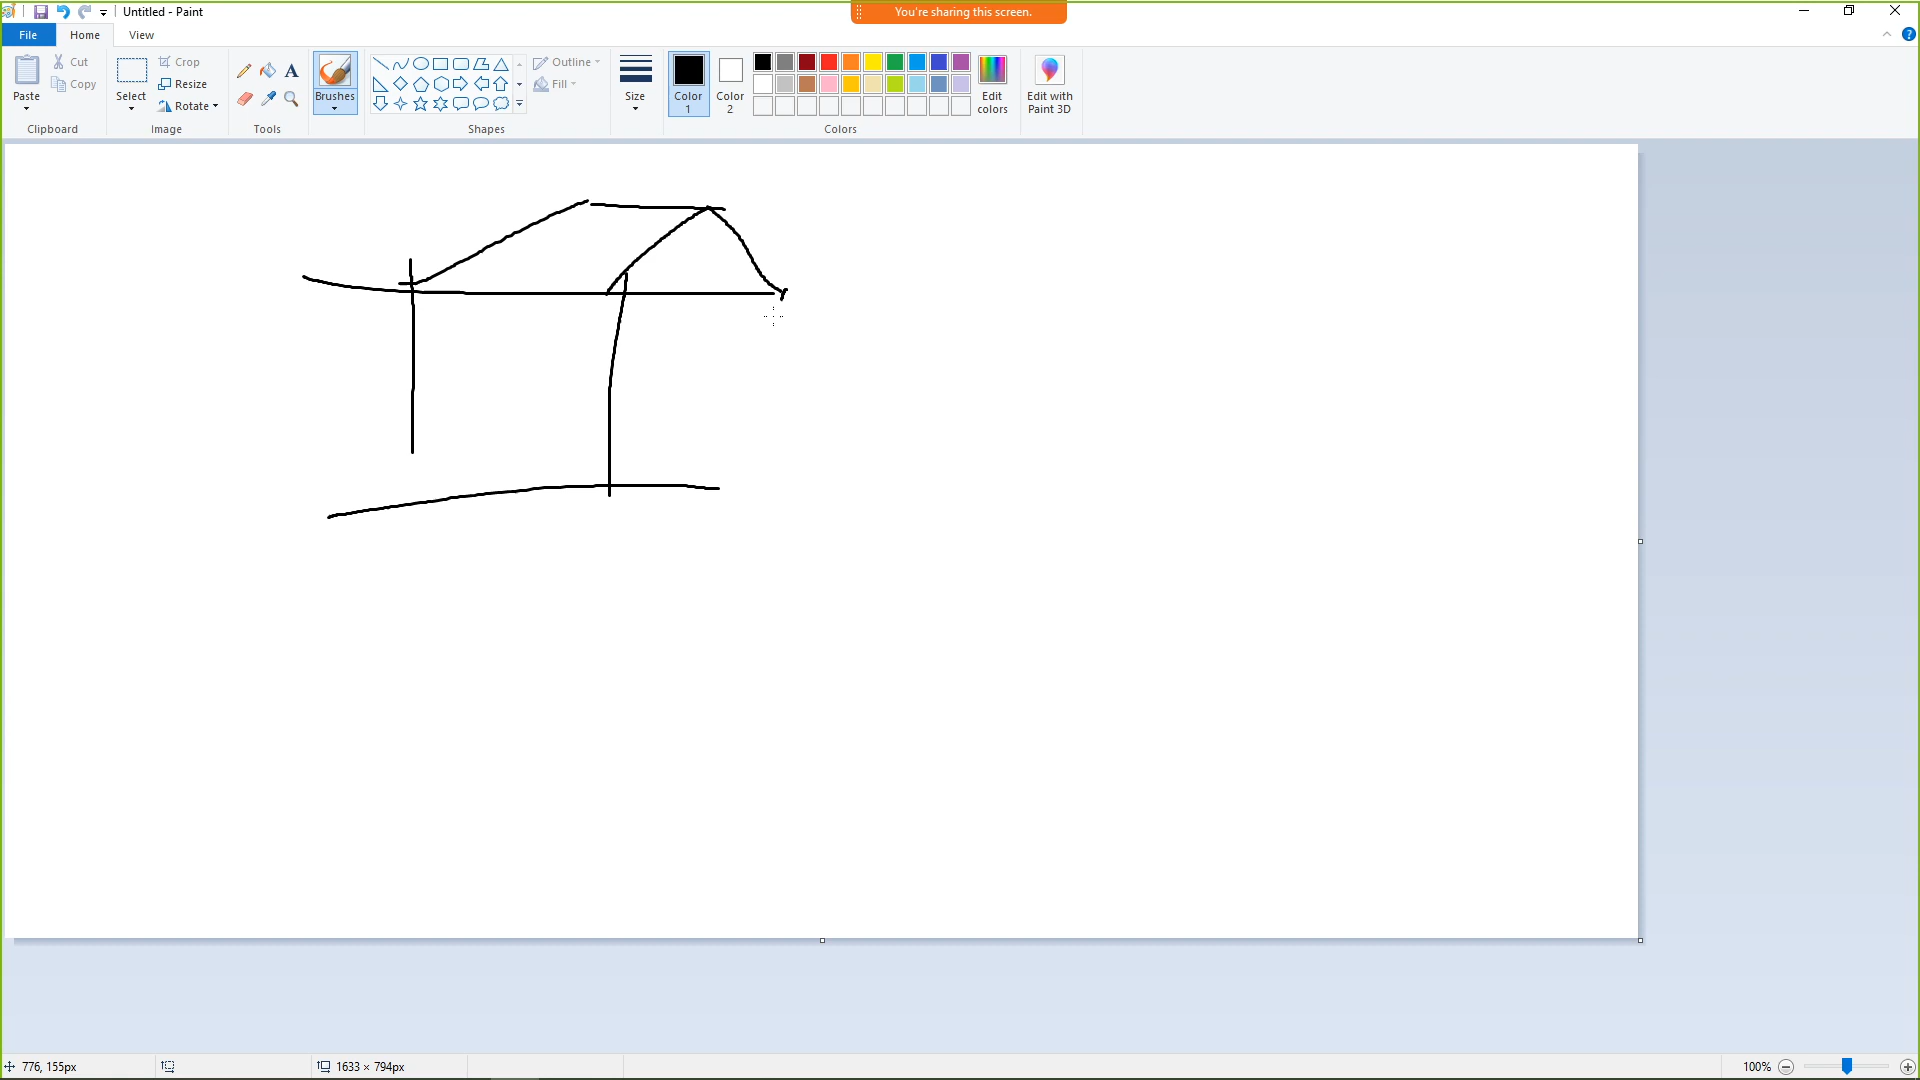 Untitled - Paint
You're sharing this screen.
File
Home
View
Paste
Cut
Copy
Clipboard
Select
Crop
Resize
Rotate
Image
A
Tools
Brushes
Shapes
Outline
Fill
Size
Color
1
Color
2
Colors
Edit
colors
Edit with
Paint 3D
?
776, 155px
1633 × 794px
100%